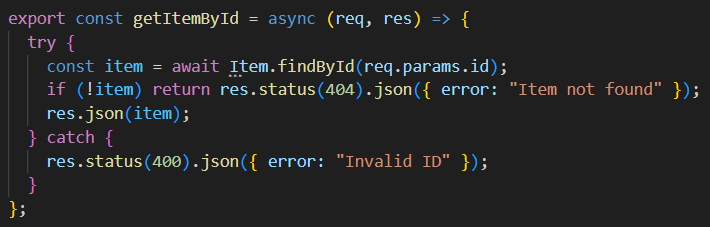 export const getItemById = async (req, res) => {
  try {
    const item = await Item.findById(req.params.id);
    if (!item) return res.status(404).json({ error: "Item not found" });
    res.json(item);
  } catch {
    res.status(400).json({ error: "Invalid ID" });
  }
};